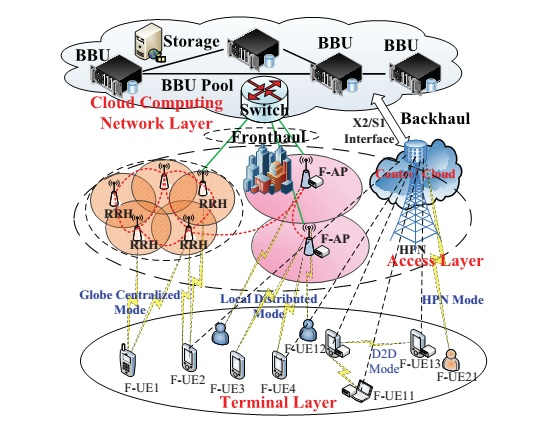 Storage
BBU
BBU
BBU
BBU Pool
Cloud Computing
Network Layer
Switch
X2/S1
Interface
Backhaul
Fronthaul
Control Cloud
F-AP
RRH
RRH
RRH
RRH
F-AP
HPN
Access Layer
Globe Centralized
Mode
Local Distributed
Mode
HPN Mode
F-UE12
D2D
Mode
F-UE13
F-UE1
F-UE2
F-UE3
F-UE4
F-UE11
F-UE21
Terminal Layer